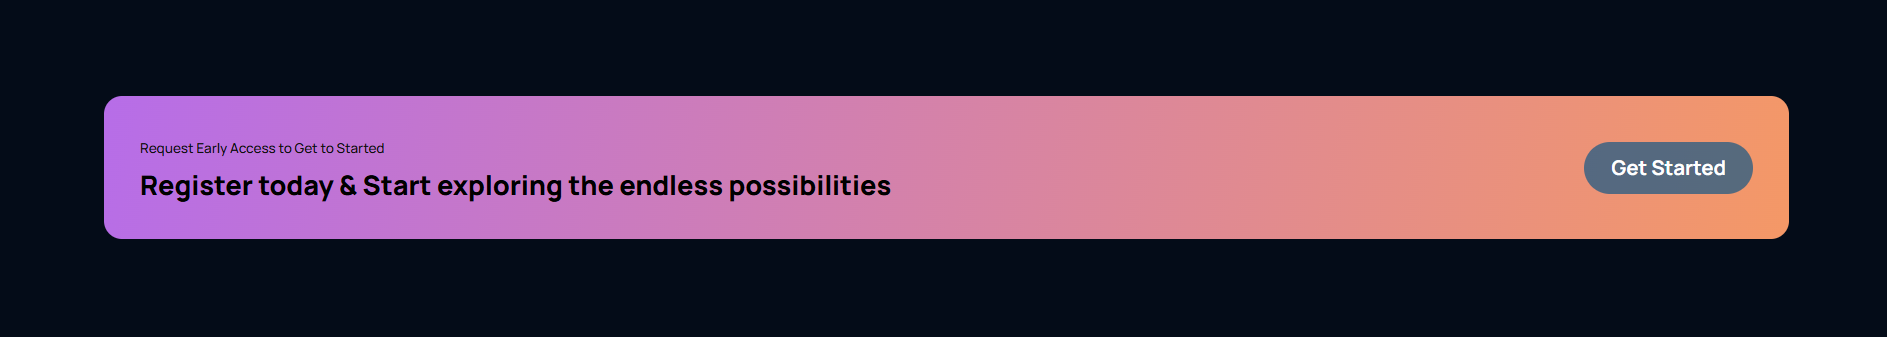 Request Early Access to Get to Started
Register today & Start exploring the endless possibilities
Get Started